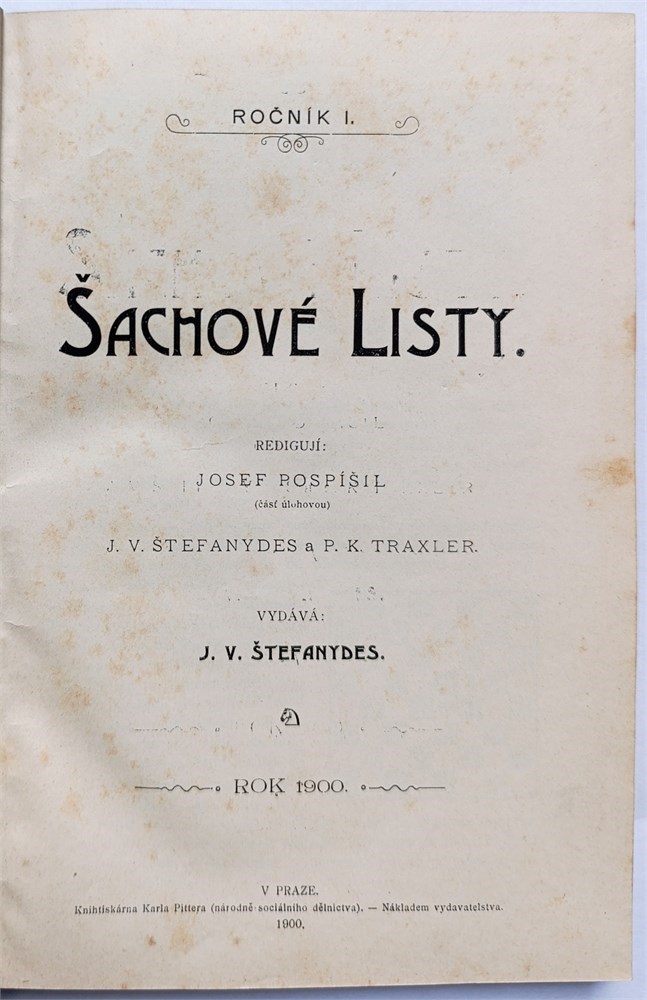 ROČNÍK I.
ŠACHOVÉ LISTY.
REDIGUJÍ:
JOSEF POSPÍŠIL
(část úlohovou)
J. V. ŠTEFANYDES a P. K. TRAXLER.
VYDÁVÁ:
J. V. ŠTEFANYDES.
ROK 1900.
V PRAZE.
Knihtiskárna Karla Pittera (národně sociálního dělnictva). — Nákladem vydavatelstva.
1900.